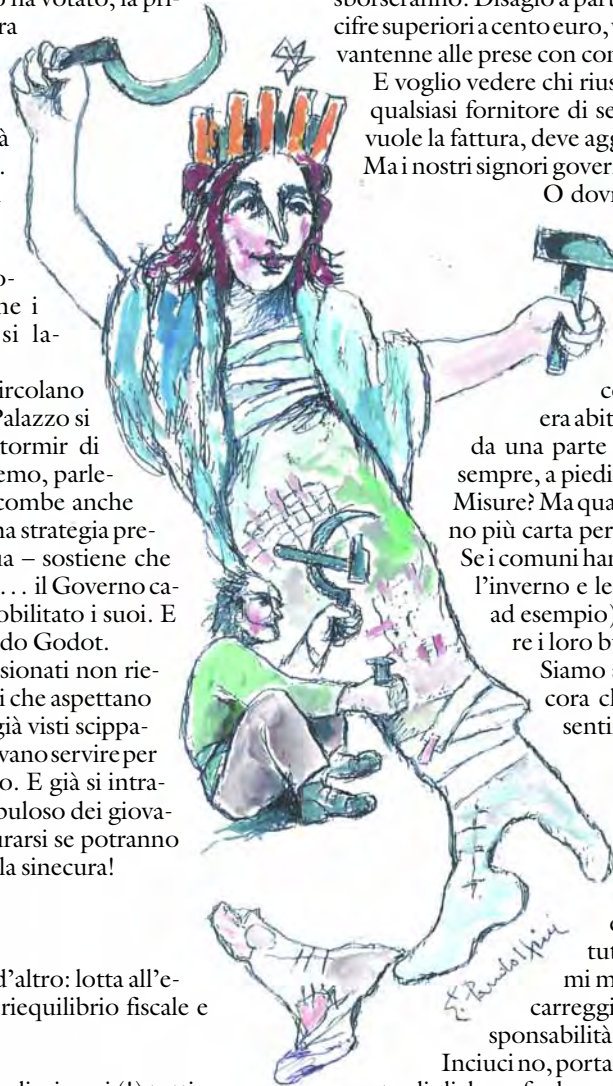 o ha votato, la pri-
ra
à
.
o-
ne i
si la-
ircolano
Palazzo si
tormir di
emo, parle-
combe anche
na strategia pre-
ua – sostiene che
… il Governo ca-
obilitato i suoi. E
do Godot.
sionati non rie-
i che aspettano
già visti scippa-
vano servire per
o. E già si intra-
buloso dei giova-
urarsi se potranno
la sinecura!
d'altro: lotta all'e-
riequilibrio fiscale e
cifre superiori a cento euro, v
vantenne alle prese con con
E voglio vedere chi rius
qualsiasi fornitore di se
vuole la fattura, deve agg
Ma i nostri signori govern
O dovr
co
era abit
da una parte
sempre, a piedi
Misure? Ma qua
no più carta per
Se i comuni han
l'inverno e le
ad esempio)
re i loro bu
Siamo a
cora ch
senti
tut
mi m
carreggi
sponsabilità
Inciuci no, porta